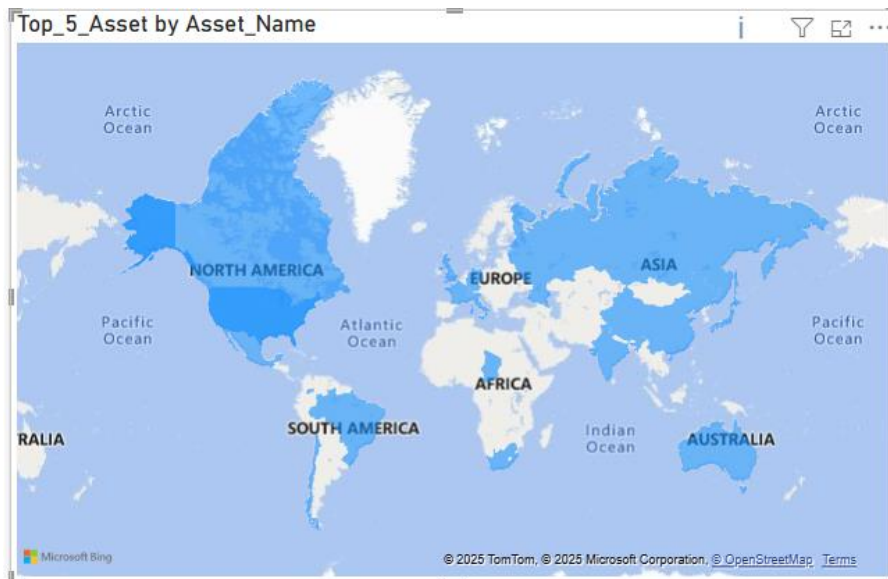 Top_5_Asset by Asset_Name
Arctic
Ocean
Arctic
Ocean
NORTH AMERICA
EUROPE
ASIA
Pacific
Ocean
Atlantic
Ocean
Pacific
Ocean
AFRICA
SOUTH AMERICA
Indian
Ocean
RALIA
AUSTRALIA
Microsoft Bing
© 2025 TomTom, © 2025 Microsoft Corporation, © OpenStreetMap Terms